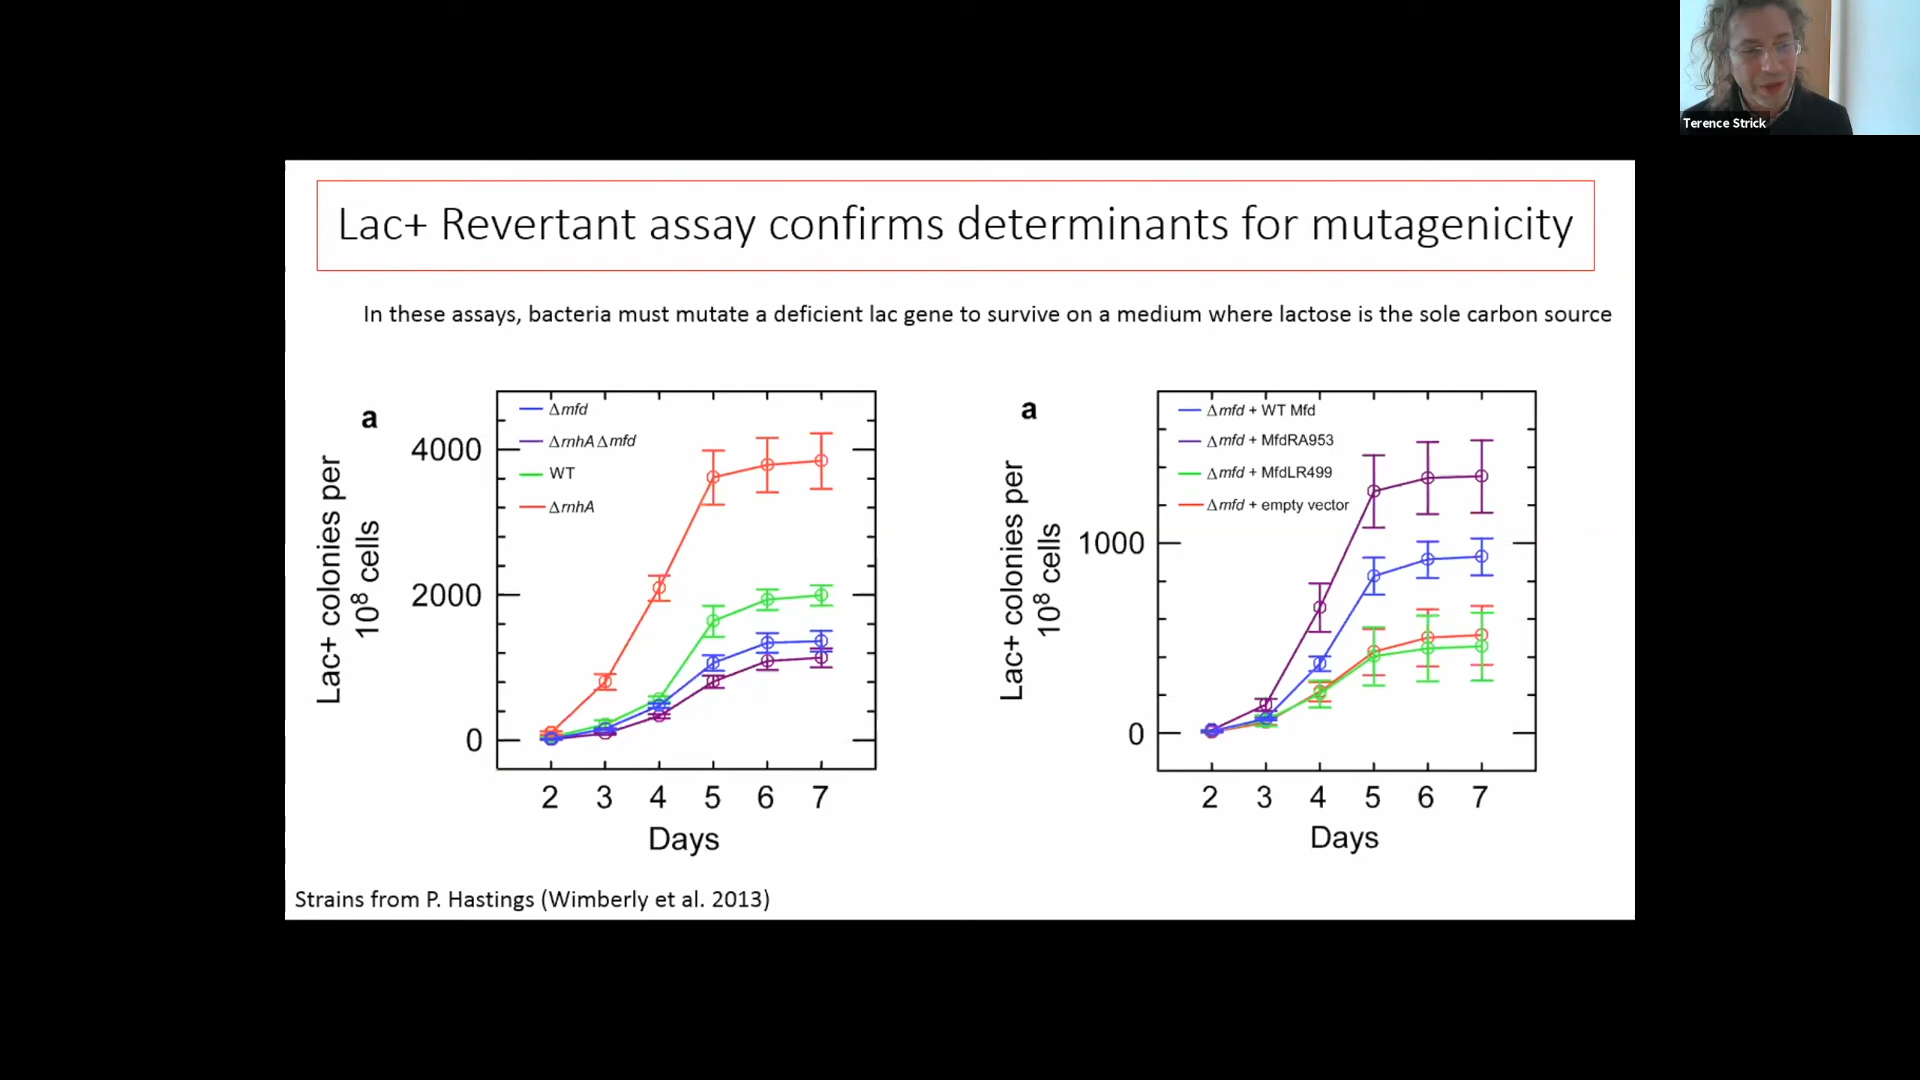 Terence Strick
Lac+ Revertant assay confirms determinants for mutagenicity
In these assays, bacteria must mutate a deficient lac gene to survive on a medium where lactose is the sole carbon source
a
Lac+ colonies per
10⁸ cells
4000
2000
0
Δmfd
ΔrnhAΔmfd
WT
ΔrnhA
2 3 4 5 6 7
Days
a
Lac+ colonies per
10⁸ cells
1000
0
Δmfd + WT Mfd
Δmfd + MfdRA953
Δmfd + MfdLR499
Δmfd + empty vector
2 3 4 5 6 7
Days
Strains from P. Hastings (Wimberly et al. 2013)